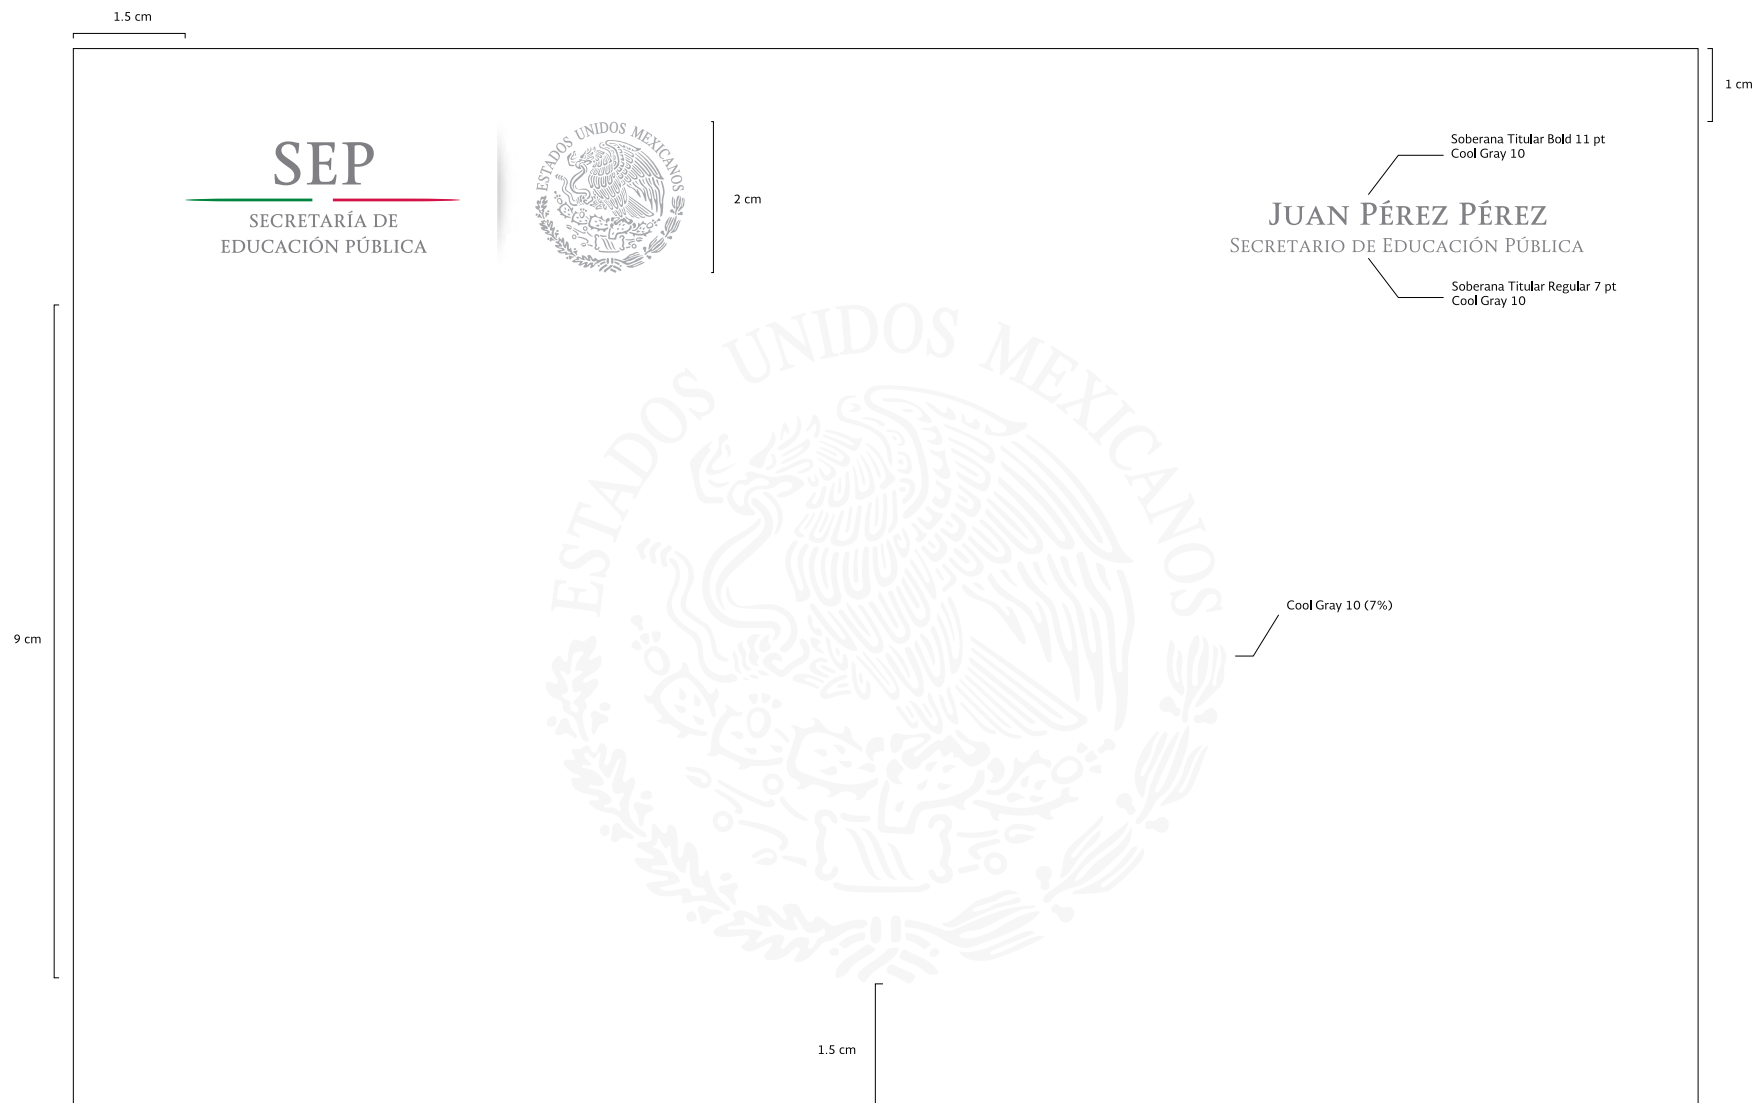 1.5 cm
1 cm
SEP
SECRETARÍA DE
EDUCACIÓN PÚBLICA
ESTADOS UNIDOS MEXICANOS
2 cm
Soberana Titular Bold 11 pt
Cool Gray 10
JUAN PÉREZ PÉREZ
SECRETARIO DE EDUCACIÓN PÚBLICA
Soberana Titular Regular 7 pt
Cool Gray 10
ESTADOS UNIDOS MEXICANOS
Cool Gray 10 (7%)
9 cm
1.5 cm